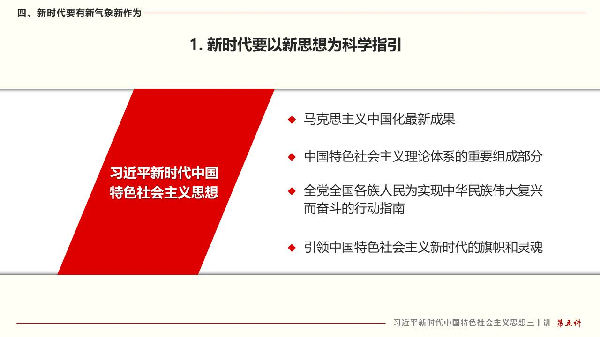 四、新时代要有新气象新作为
1. 新时代要以新思想为科学指引
习近平新时代中国
特色社会主义思想
马克思主义中国化最新成果
中国特色社会主义理论体系的重要组成部分
全党全国各族人民为实现中华民族伟大复兴
而奋斗的行动指南
引领中国特色社会主义新时代的旗帜和灵魂
习近平新时代中国特色社会主义思想三十讲 第五讲